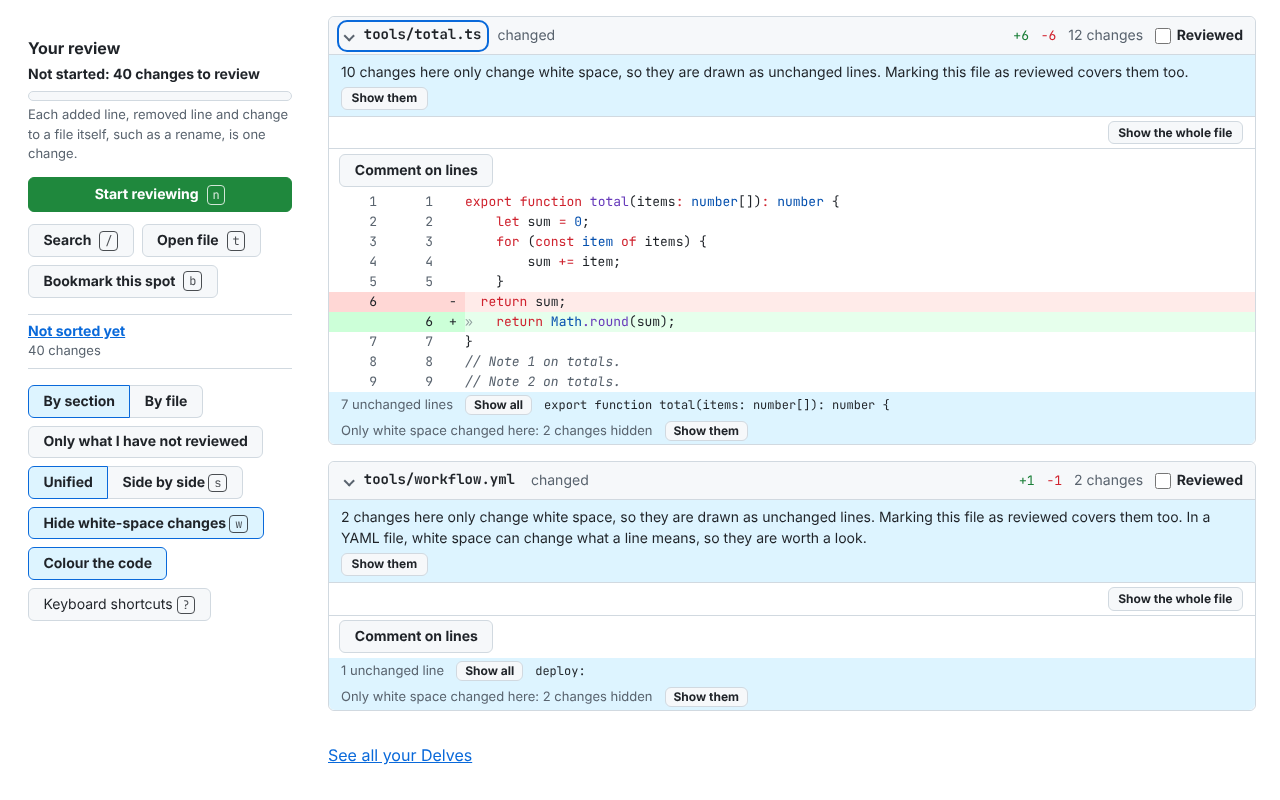 Your review
Not started: 40 changes to review
Each added line, removed line and change
to a file itself, such as a rename, is one
change.
Start reviewing n
Search / Open file t
Bookmark this spot b
Not sorted yet
40 changes
By section By file
Only what I have not reviewed
Unified Side by side s
Hide white-space changes w
Colour the code
Keyboard shortcuts ?
tools/total.ts changed +6 -6 12 changes Reviewed
10 changes here only change white space, so they are drawn as unchanged lines. Marking this file as reviewed covers them too.
Show them
Show the whole file
Comment on lines
1 1 export function total(items: number[]): number {
2 2 let sum = 0;
3 3 for (const item of items) {
4 4 sum += item;
5 5 }
6 - return sum;
6 + » return Math.round(sum);
7 7 }
8 8 // Note 1 on totals.
9 9 // Note 2 on totals.
7 unchanged lines Show all export function total(items: number[]): number {
Only white space changed here: 2 changes hidden Show them
tools/workflow.yml changed +1 -1 2 changes Reviewed
2 changes here only change white space, so they are drawn as unchanged lines. Marking this file as reviewed covers them too. In a
YAML file, white space can change what a line means, so they are worth a look.
Show them
Show the whole file
Comment on lines
1 unchanged line Show all deploy:
Only white space changed here: 2 changes hidden Show them
See all your Delves